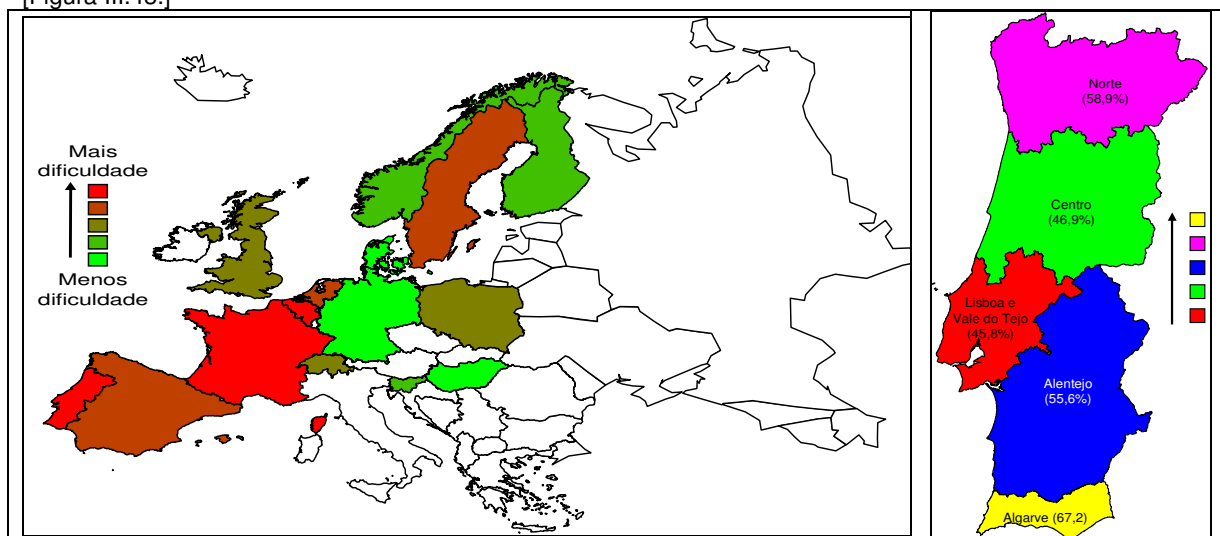 [Figura III.48.]
Mais
dificuldade
Menos
dificuldade
Norte
(58,9%)
Centro
(46,9%)
Lisboa e
Vale do Tejo
(45,8%)
Alentejo
(55,6%)
Algarve (67,2)